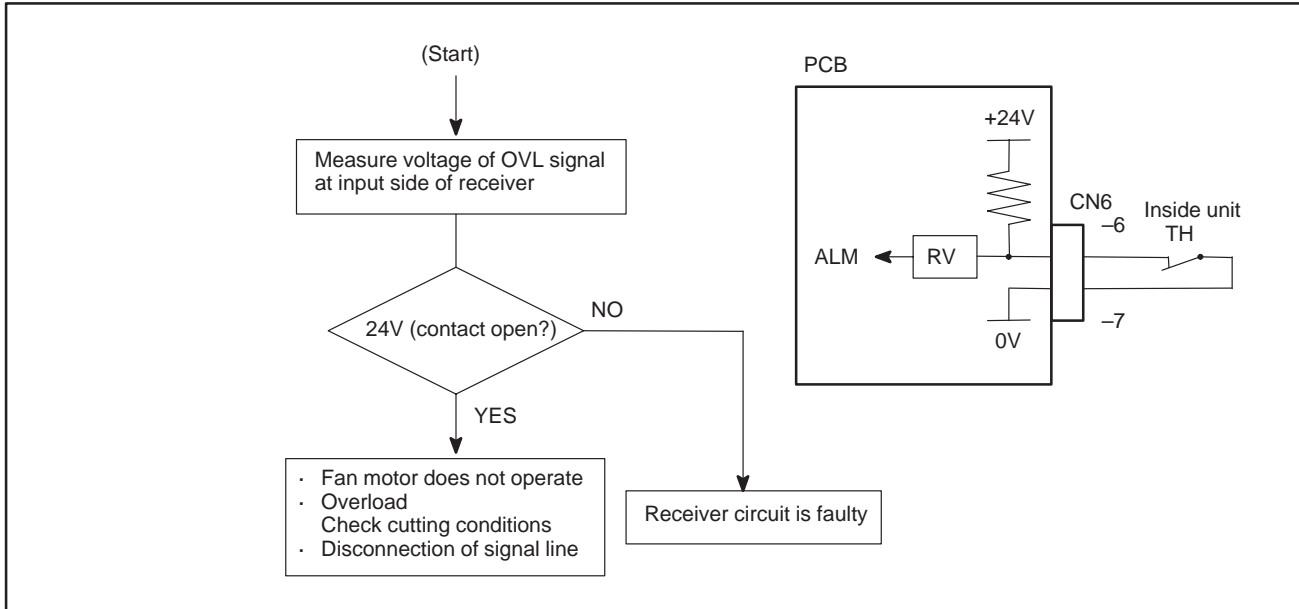 (Start)
Measure voltage of OVL signal
at input side of receiver
24V (contact open?)
NO
YES
· Fan motor does not operate
· Overload
Check cutting conditions
· Disconnection of signal line
Receiver circuit is faulty
PCB
+24V
CN6
–6
Inside unit
TH
ALM
RV
–7
0V